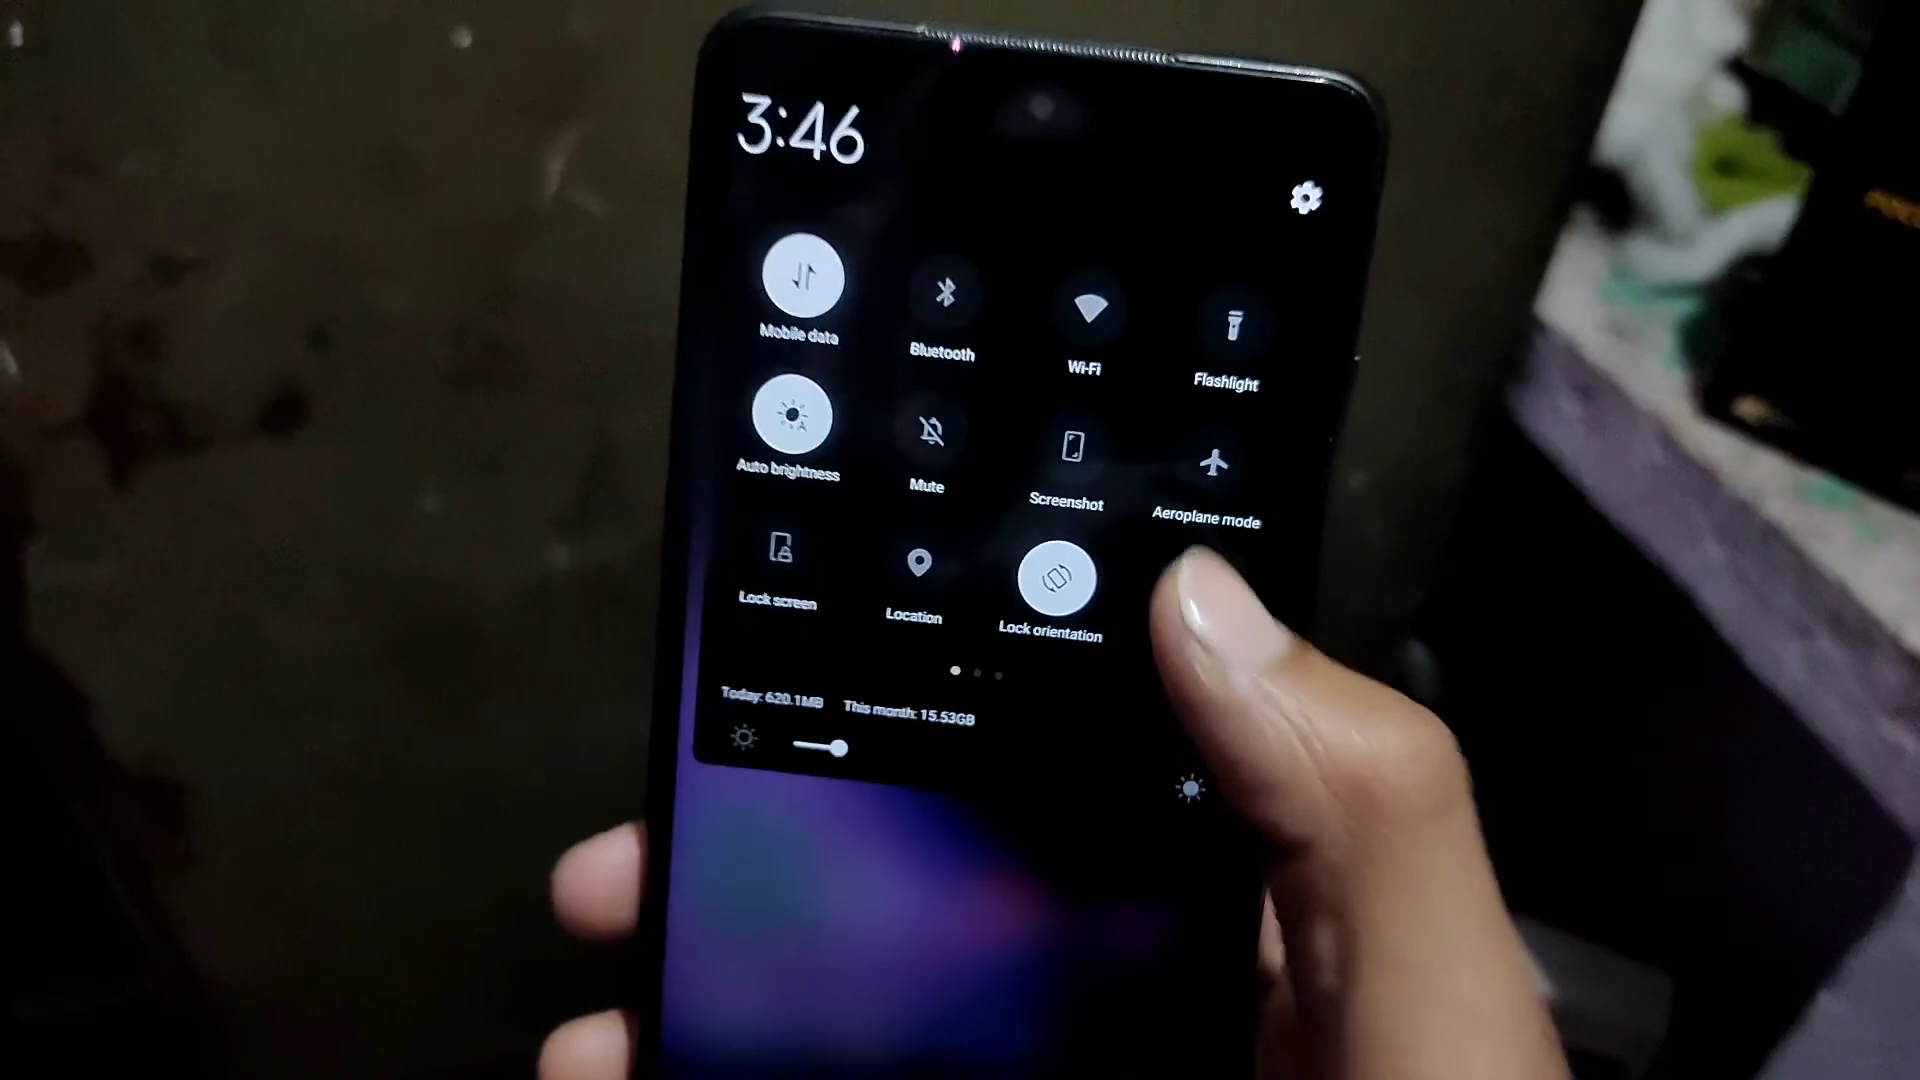 3:46
Mobile data
Bluetooth
Wi-Fi
Flashlight
Auto brightness
Mute
Screenshot
Aeroplane mode
Lock screen
Location
Lock orientation
Today: 620.1MB This month: 15.53GB